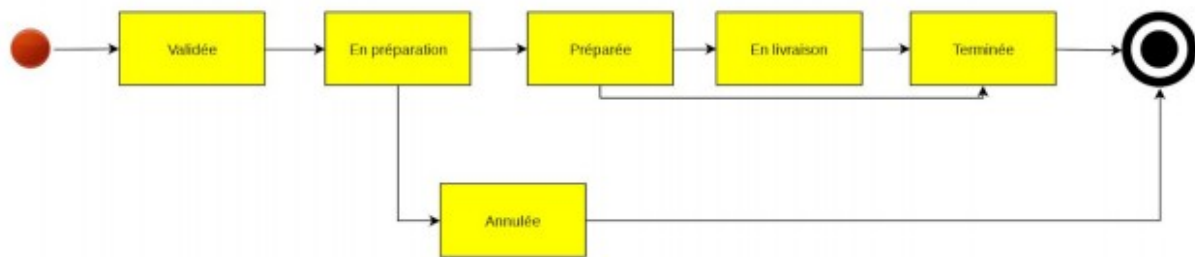 Validée
En préparation
Préparée
En livraison
Terminée
Annulée